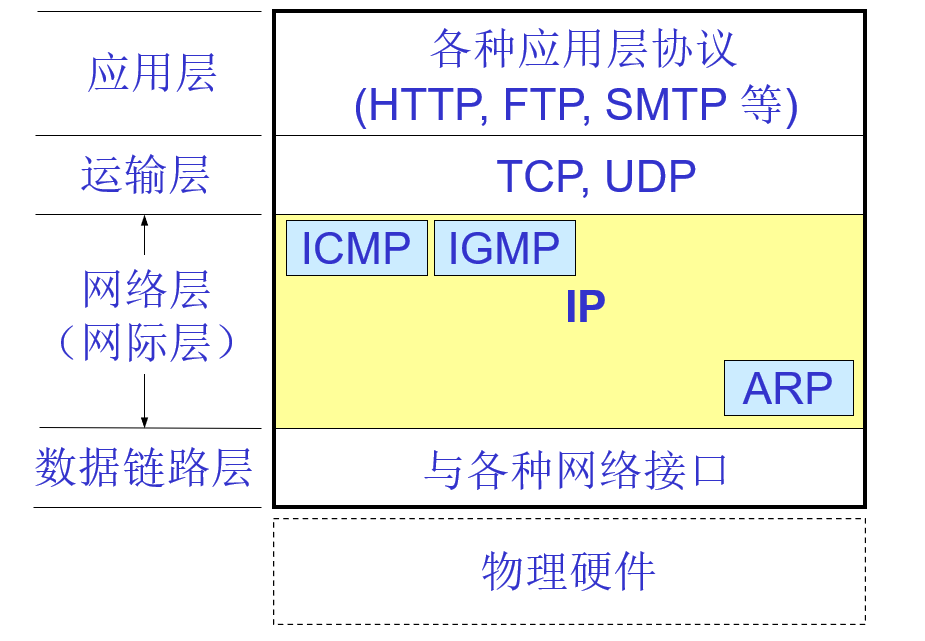 应用层
各种应用层协议
(HTTP, FTP, SMTP 等)
运输层
TCP, UDP
ICMP
IGMP
网络层
(网际层)
IP
ARP
数据链路层
与各种网络接口
物理硬件